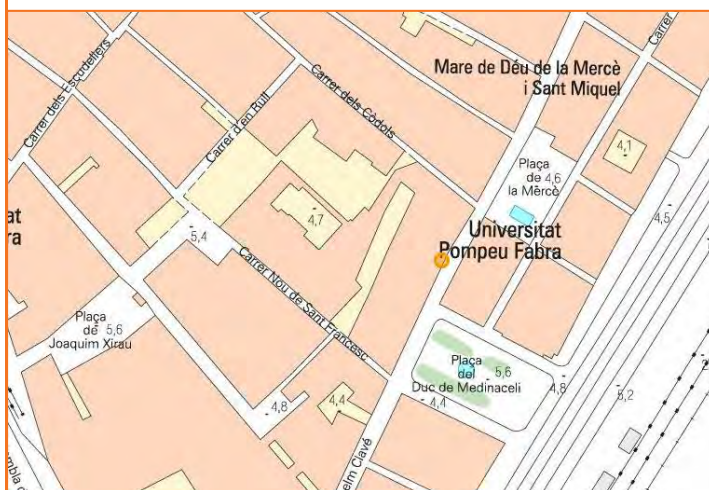 Carrer
Mare de Déu de la Mercè
i Sant Miquel
Carrer dels Escudellers
Carrer d'en Rull
Carrer dels Còdols
4,1
Plaça
de 4,6
la Mercè
4,5
4,7
Universitat
Pompeu Fabra
5,4
Carrer Nou de Sant Francesc
Plaça
de 5,6
Joaquim Xirau
Plaça
del 5,6
Duc de Medinaceli
4,8
5,2
4,4
4,4
4,8
elm Clavé